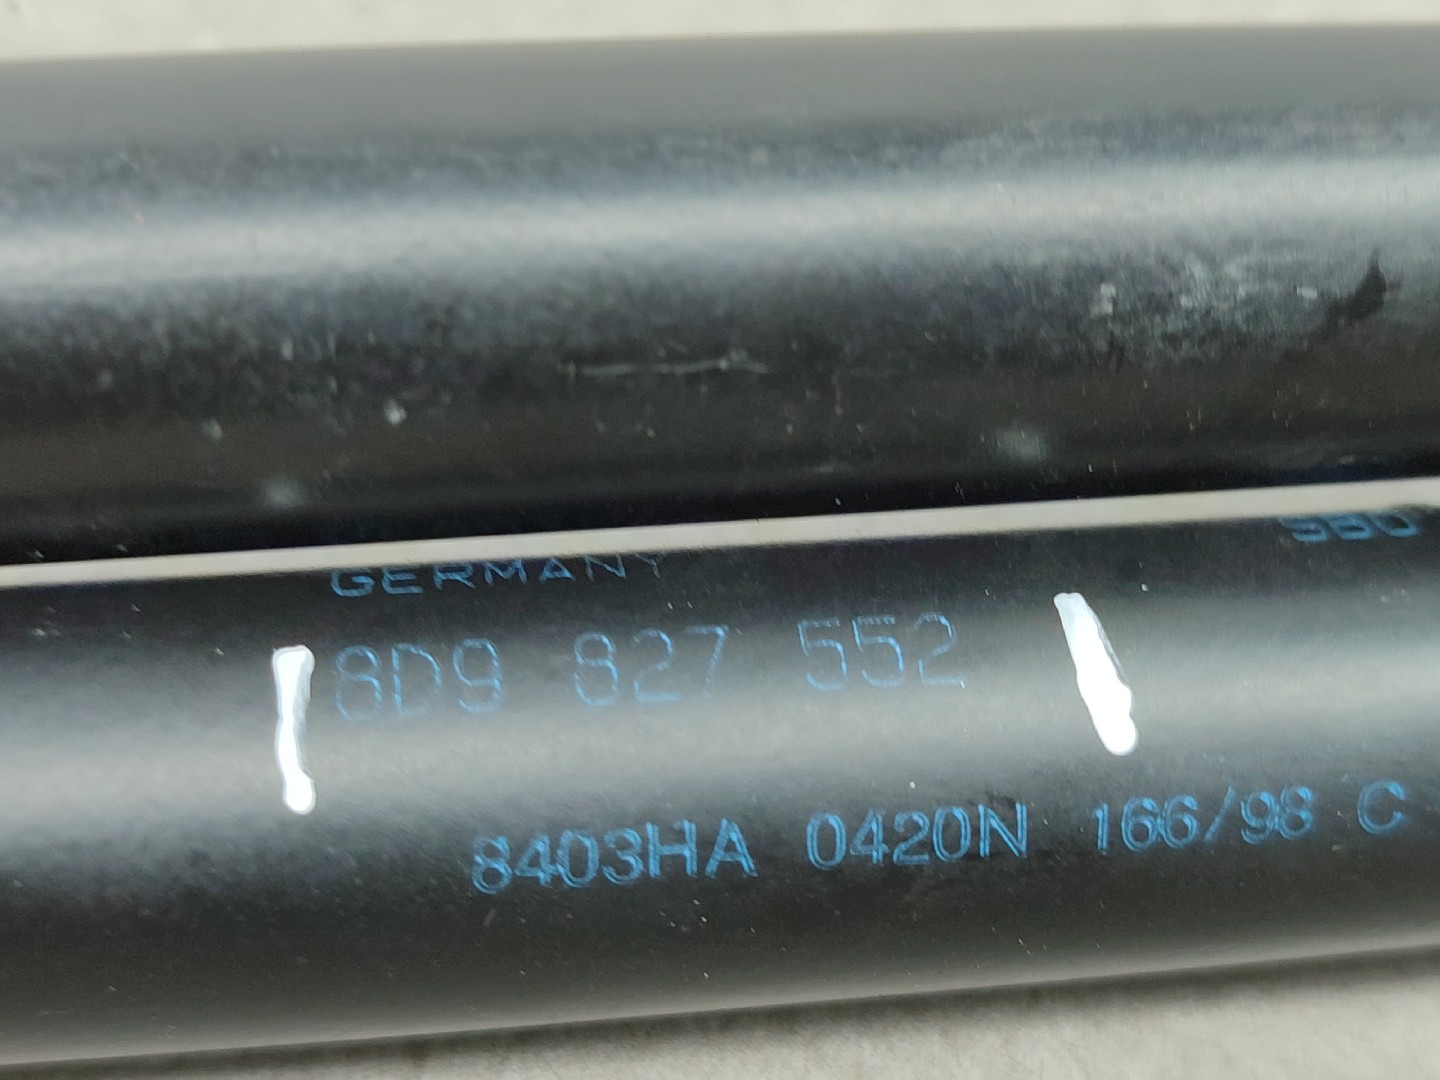 GERMANY
8D9 827 552
8403HA 0420N 166/98 C